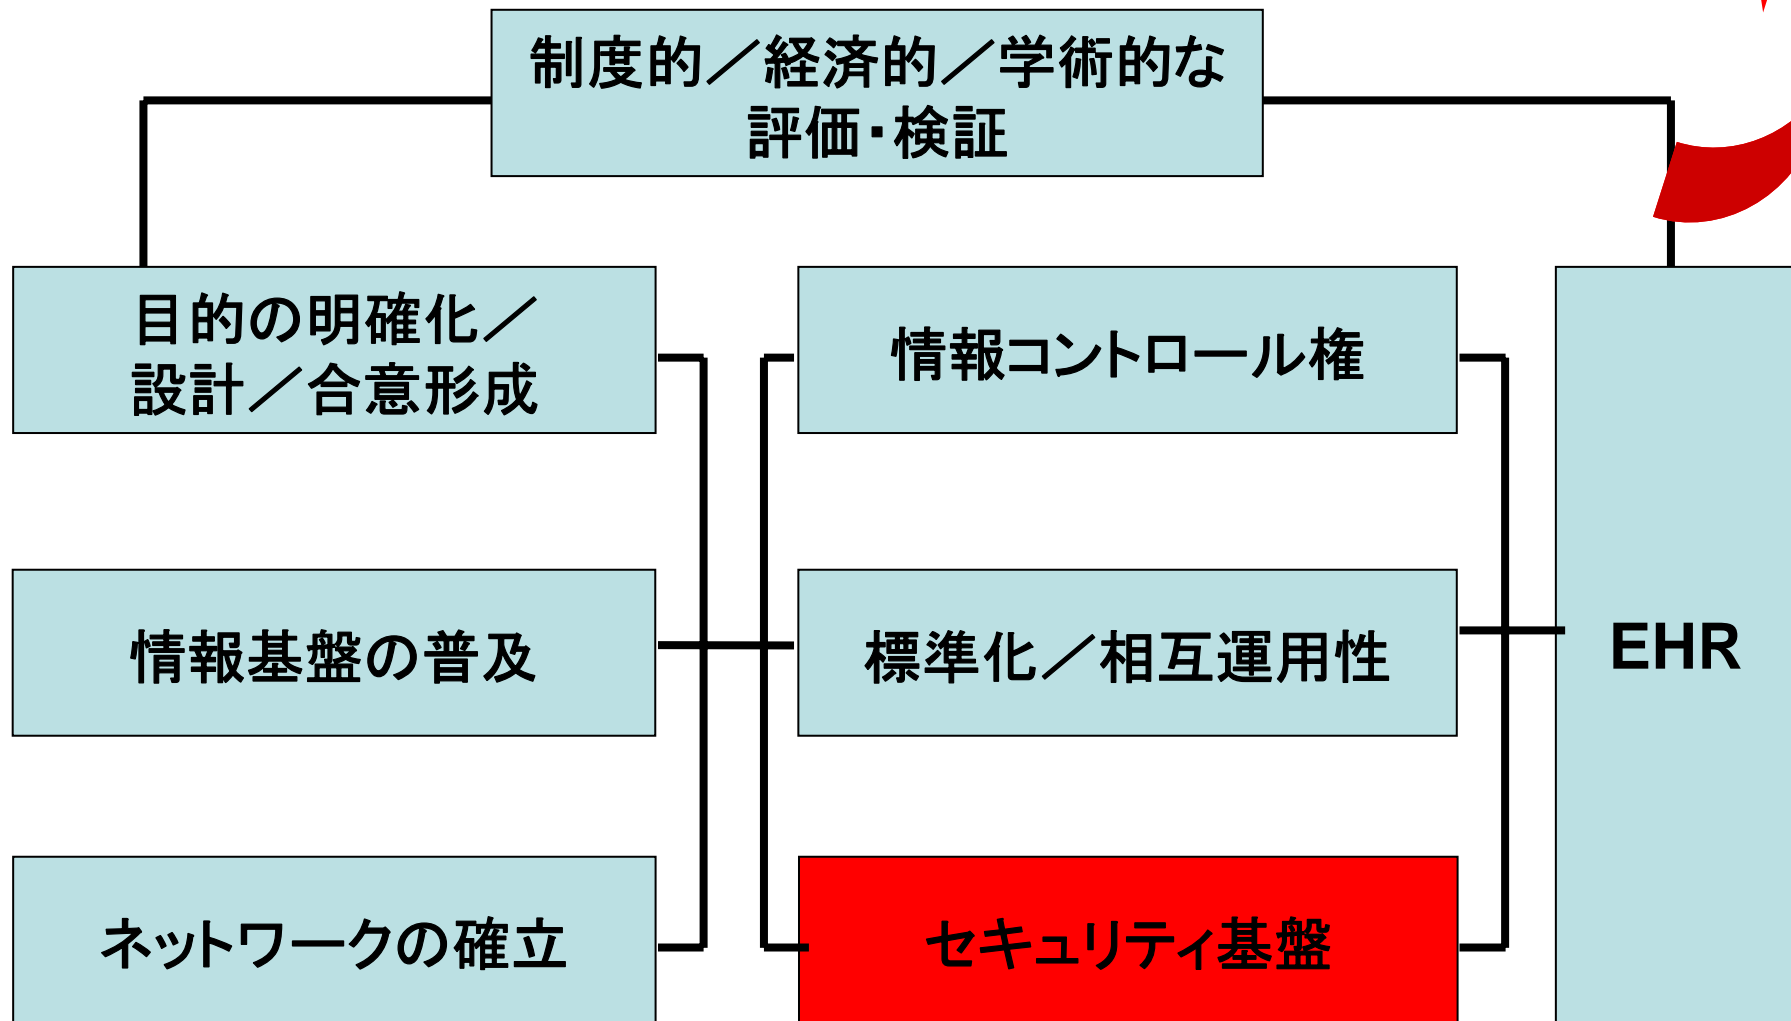 制度的／経済的／学術的な
評価・検証
目的の明確化／
設計／合意形成
情報コントロール権
情報基盤の普及
標準化／相互運用性
EHR
ネットワークの確立
セキュリティ基盤